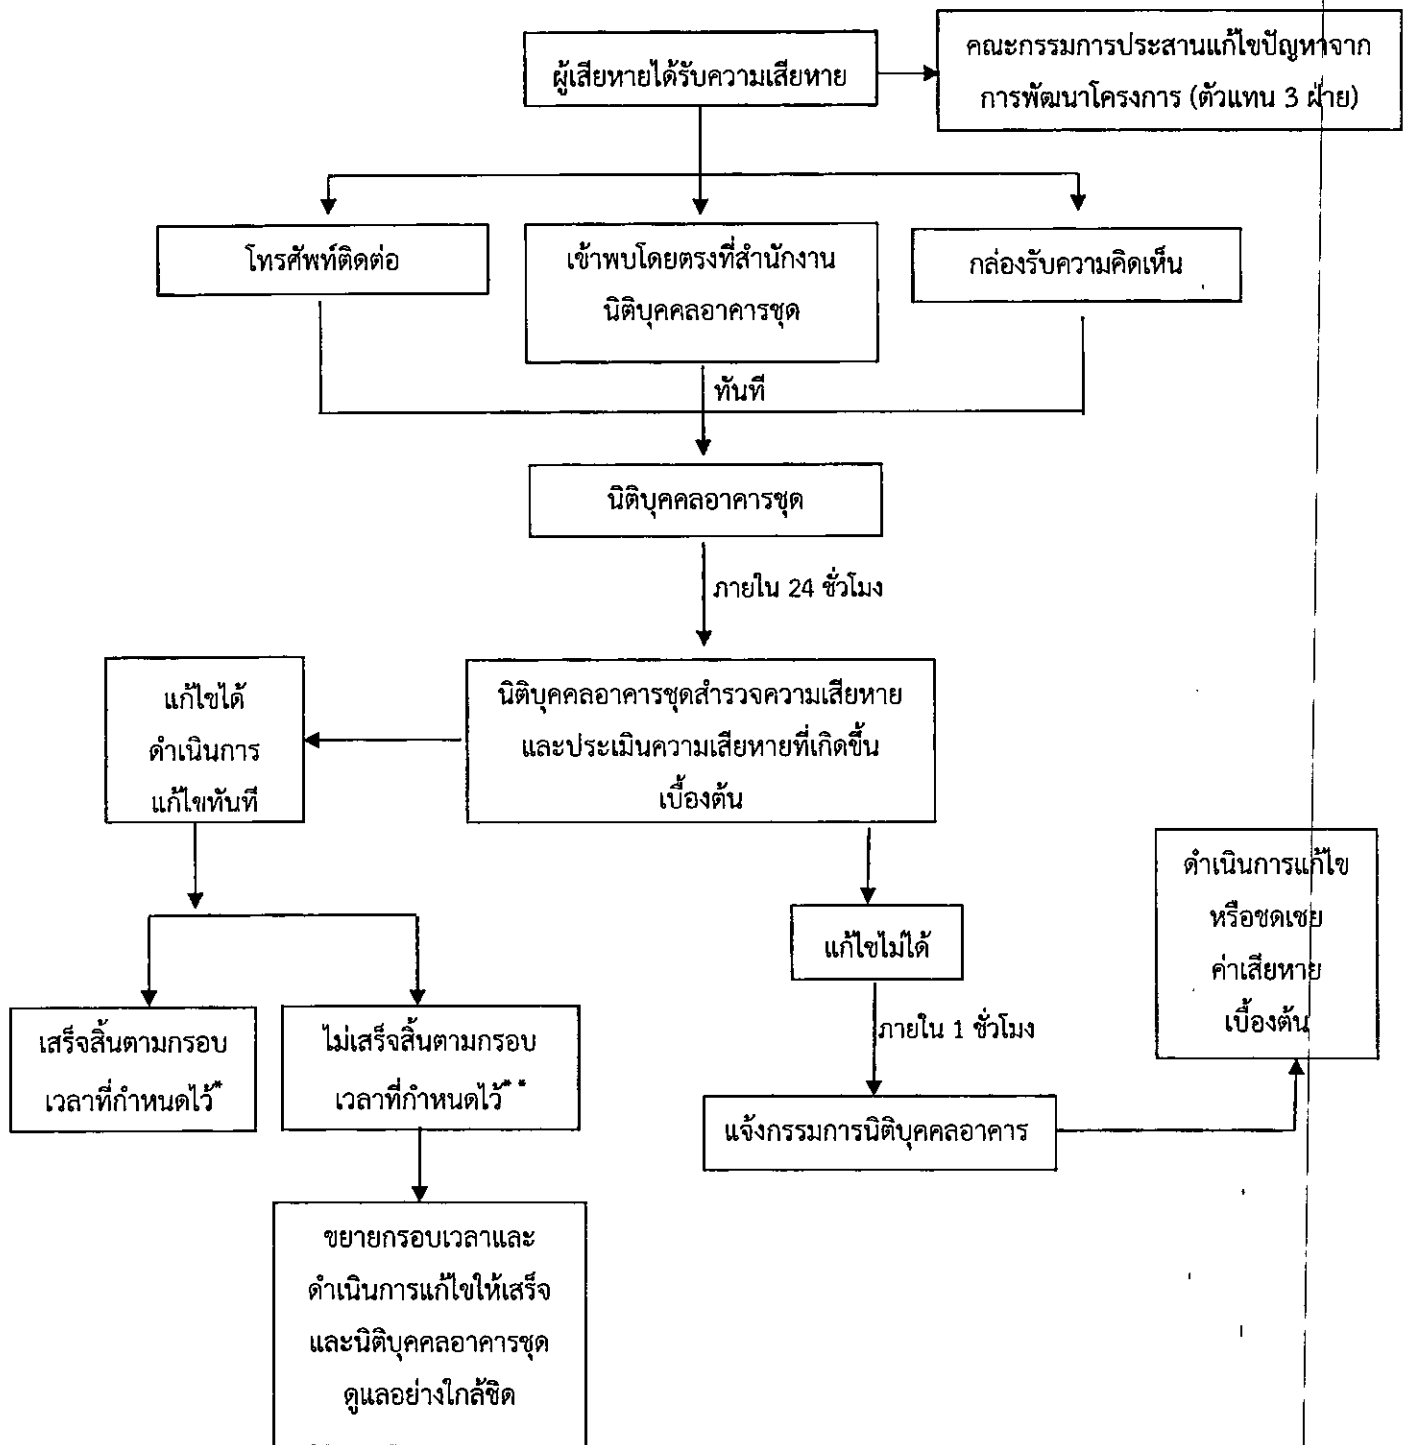 ผู้เสียหายได้รับความเสียหาย
คณะกรรมการประสานแก้ไขปัญหาจาก
การพัฒนาโครงการ (ตัวแทน 3 ฝ่าย)
โทรศัพท์ติดต่อ
เข้าพบโดยตรงที่สำนักงาน
นิติบุคคลอาคารชุด
กล่องรับความคิดเห็น
ทันที
นิติบุคคลอาคารชุด
ภายใน 24 ชั่วโมง
แก้ไขได้
ดำเนินการ
แก้ไขทันที
นิติบุคคลอาคารชุดสำรวจความเสียหาย
และประเมินความเสียหายที่เกิดขึ้น
เบื้องต้น
แก้ไขไม่ได้
ดำเนินการแก้ไข
หรือชดเชย
ค่าเสียหาย
เบื้องต้น
ภายใน 1 ชั่วโมง
เสร็จสิ้นตามกรอบ
เวลาที่กำหนดไว้*
ไม่เสร็จสิ้นตามกรอบ
เวลาที่กำหนดไว้**
แจ้งกรรมการนิติบุคคลอาคาร
ขยายกรอบเวลาและ
ดำเนินการแก้ไขให้เสร็จ
และนิติบุคคลอาคารชุด
ดูแลอย่างใกล้ชิด